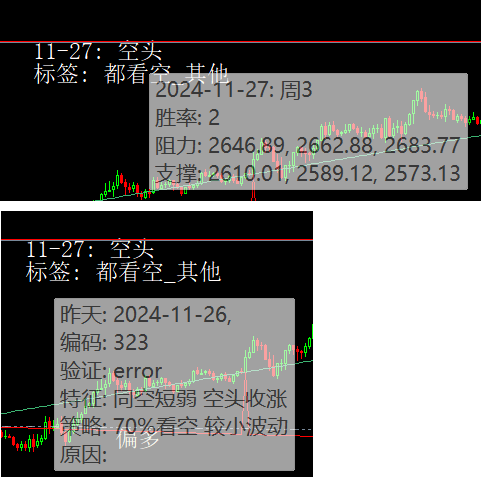 11-27: 空头
标签: 都看空_其他
2024-11-27: 周3
胜率: 2
阻力: 2646.89, 2662.88, 2683.77
支撑: 2610.01, 2589.12, 2573.13
11-27: 空头
标签: 都看空_其他
昨天: 2024-11-26,
编码: 323
验证: error
特征: 同空短弱 空头收涨
策略: 70%看空 较小波动
偏多
原因: